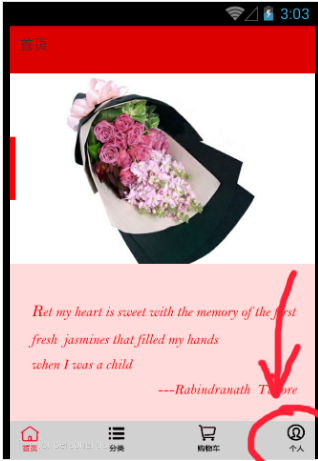 3:03
首页
Ret my heart is sweet with the memory of the first
fresh jasmines that filled my hands
when I was a child
---Rabindranath Tagore
首页 分类 购物车 个人